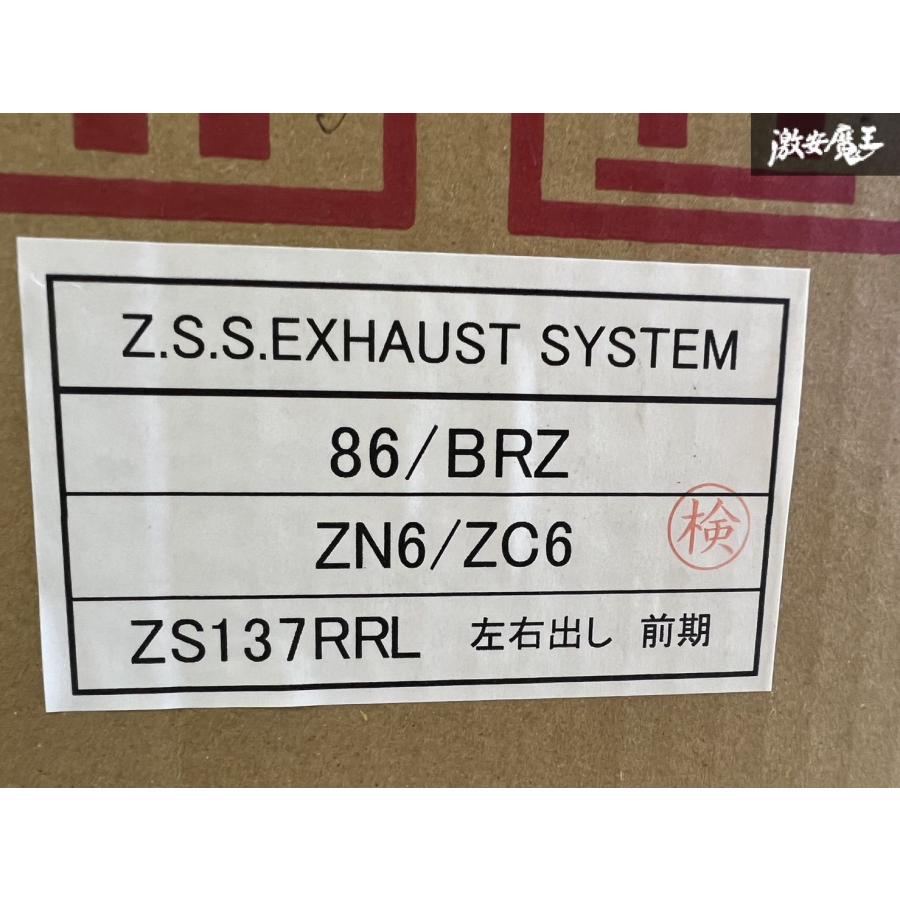 激安魔王
Z.S.S.EXHAUST SYSTEM
86/BRZ
ZN6/ZC6
検
ZS137RRL 左右出し 前期